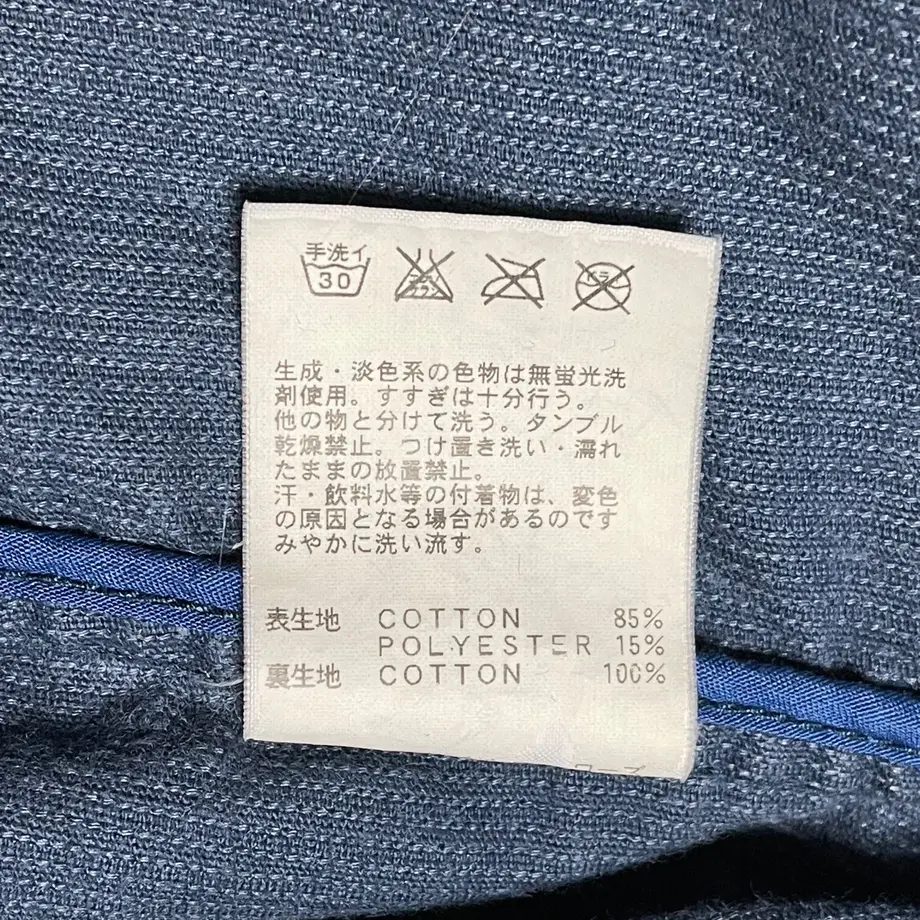 手洗イ
30
生成・淡色系の色物は無蛍光洗
剤使用。すすぎは十分行う。
他の物と分けて洗う。タンブル
乾燥禁止。つけ置き洗い・濡れ
たままの放置禁止。
汗・飲料水等の付着物は、変色
の原因となる場合があるのです
みやかに洗い流す。
表生地 COTTON 85%
POLYESTER 15%
裏生地 COTTON 100%